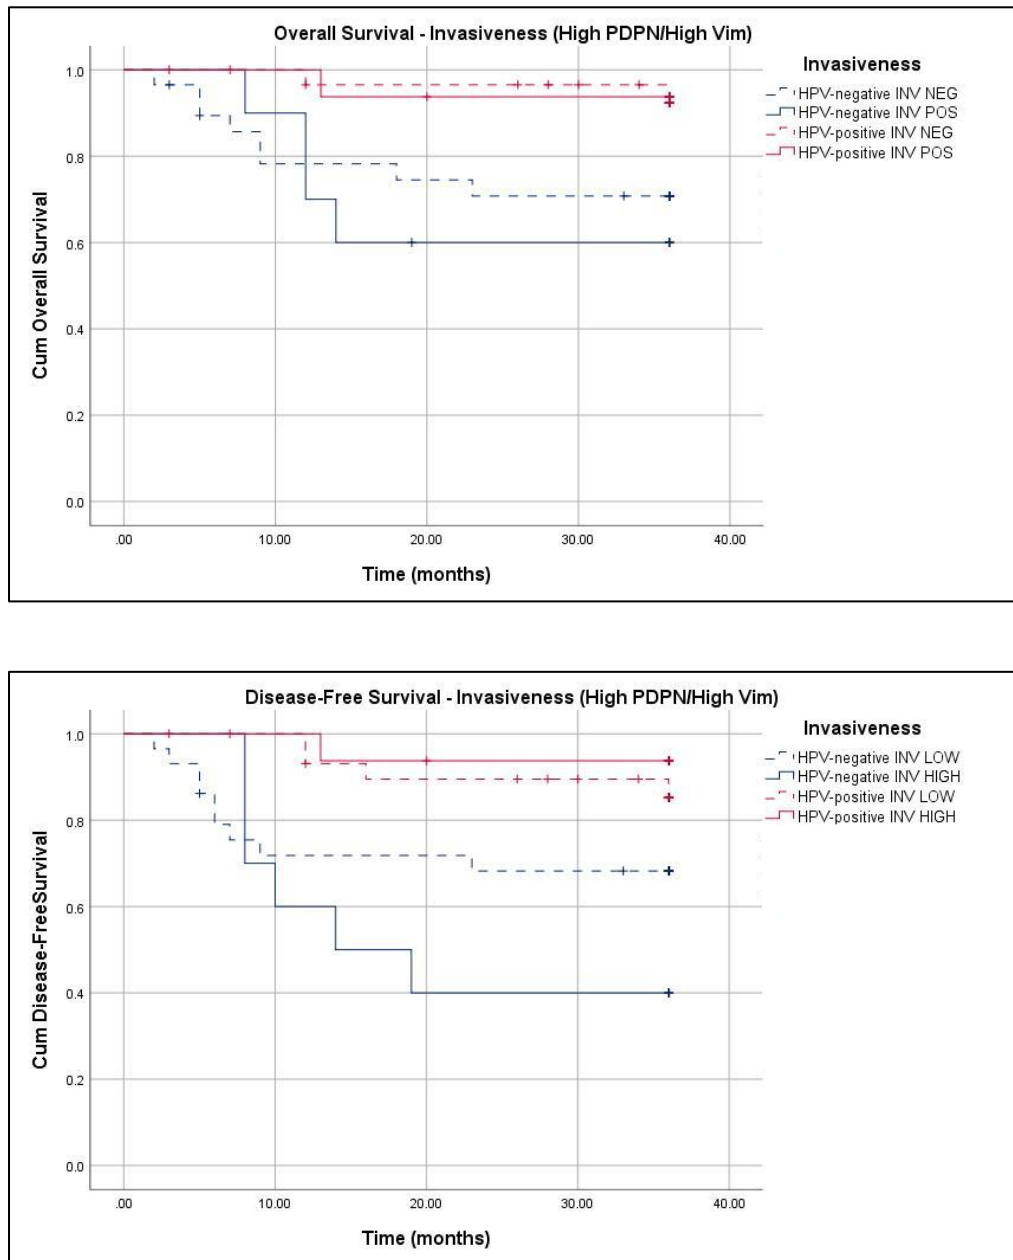 Overall Survival - Invasiveness (High PDPN/High Vim)
Invasiveness
HPV-negative INV NEG
HPV-negative INV POS
HPV-positive INV NEG
HPV-positive INV POS
Cum Overall Survival
1.0
0.8
0.6
0.4
0.2
0.0
.00 10.00 20.00 30.00 40.00
Time (months)
Disease-Free Survival - Invasiveness (High PDPN/High Vim)
Invasiveness
HPV-negative INV LOW
HPV-negative INV HIGH
HPV-positive INV LOW
HPV-positive INV HIGH
Cum Disease-FreeSurvival
1.0
0.8
0.6
0.4
0.2
0.0
.00 10.00 20.00 30.00 40.00
Time (months)